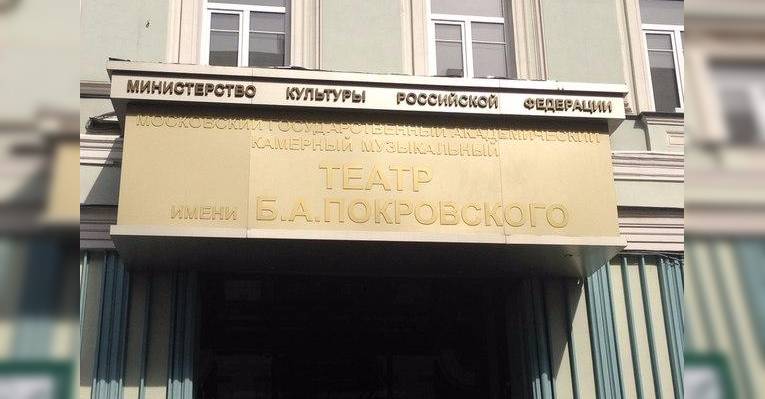 МИНИСТЕРСТВО КУЛЬТУРЫ РОССИЙСКОЙ ФЕДЕРАЦИИ
МОСКОВСКИЙ ГОСУДАРСТВЕННЫЙ АКАДЕМИЧЕСКИЙ
КАМЕРНЫЙ МУЗЫКАЛЬНЫЙ
ТЕАТР
ИМЕНИ Б.А.ПОКРОВСКОГО